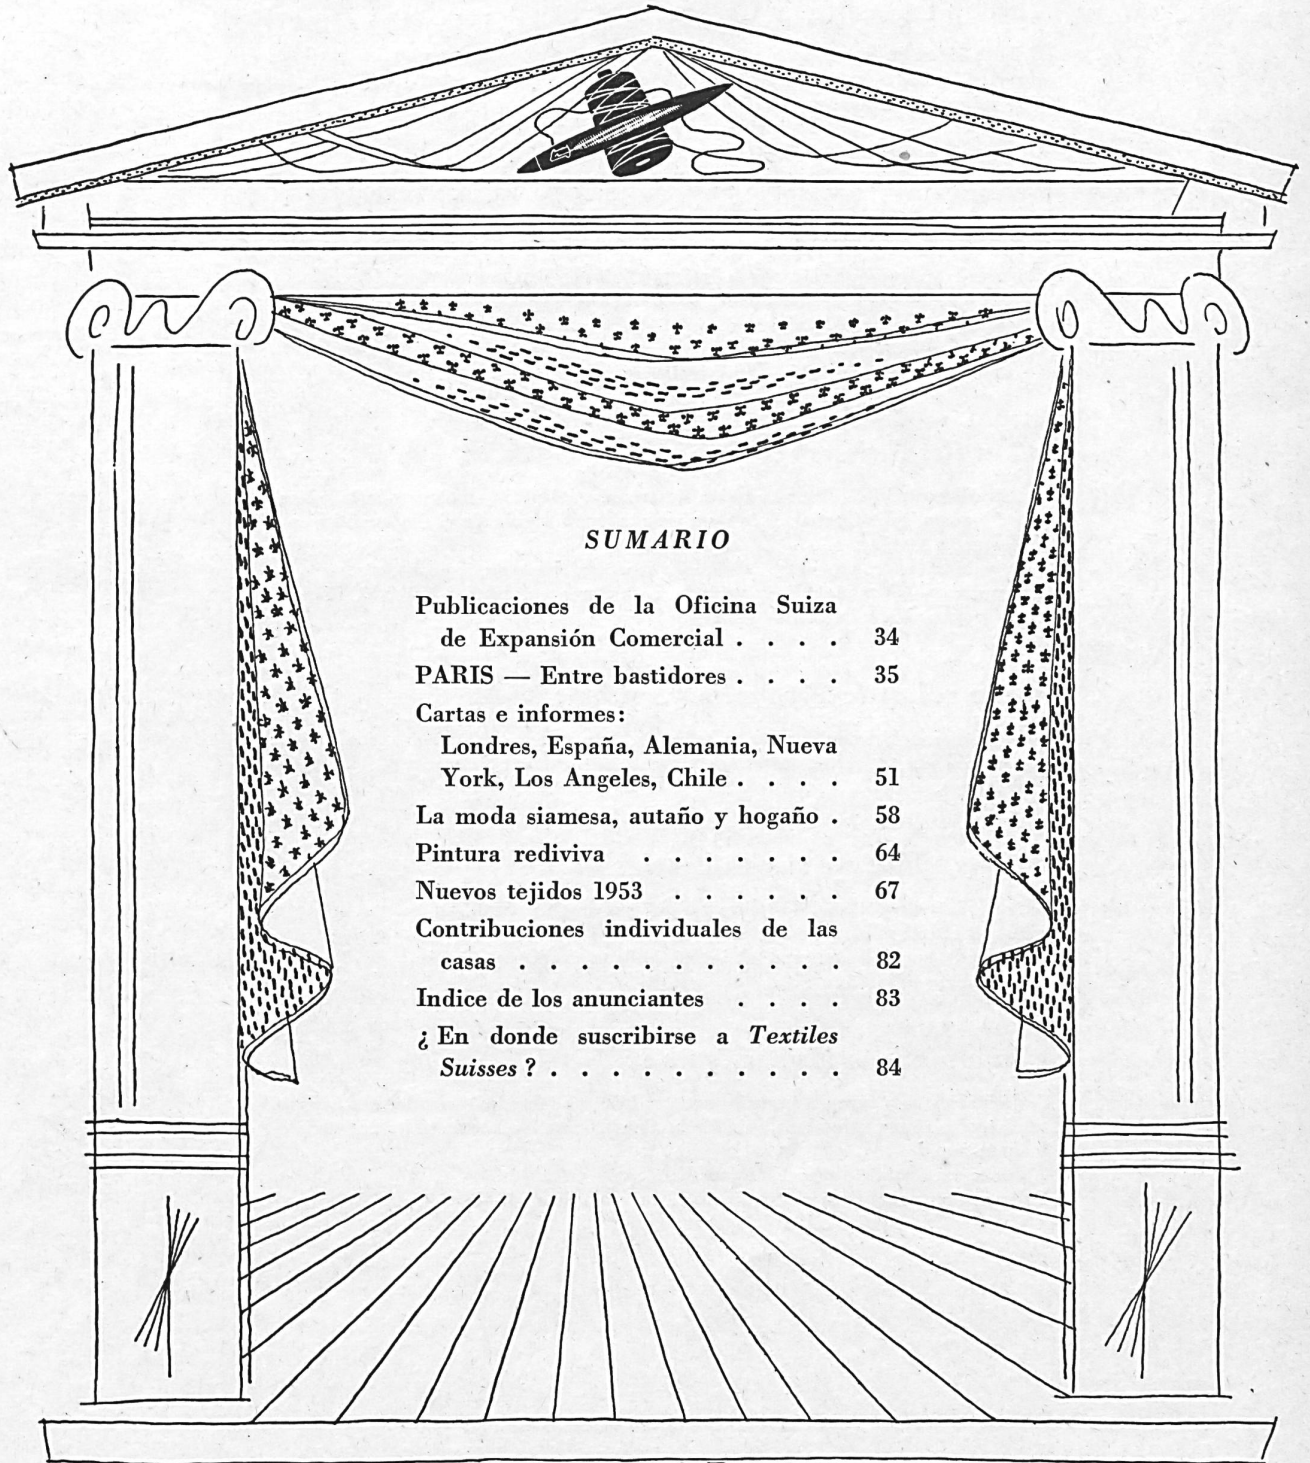 SUMARIO
Publicaciones de la Oficina Suiza
de Expansión Comercial . . . . 34
PARIS — Entre bastidores . . . . 35
Cartas e informes:
Londres, España, Alemania, Nueva
York, Los Angeles, Chile . . . . 51
La moda siamesa, autaño y hogaño . 58
Pintura rediviva . . . . . . . 64
Nuevos tejidos 1953 . . . . . . 67
Contribuciones individuales de las
casas . . . . . . . . . . . 82
Indice de los anunciantes . . . . 83
¿ En donde suscribirse a Textiles
Suisses ? . . . . . . . . . . 84